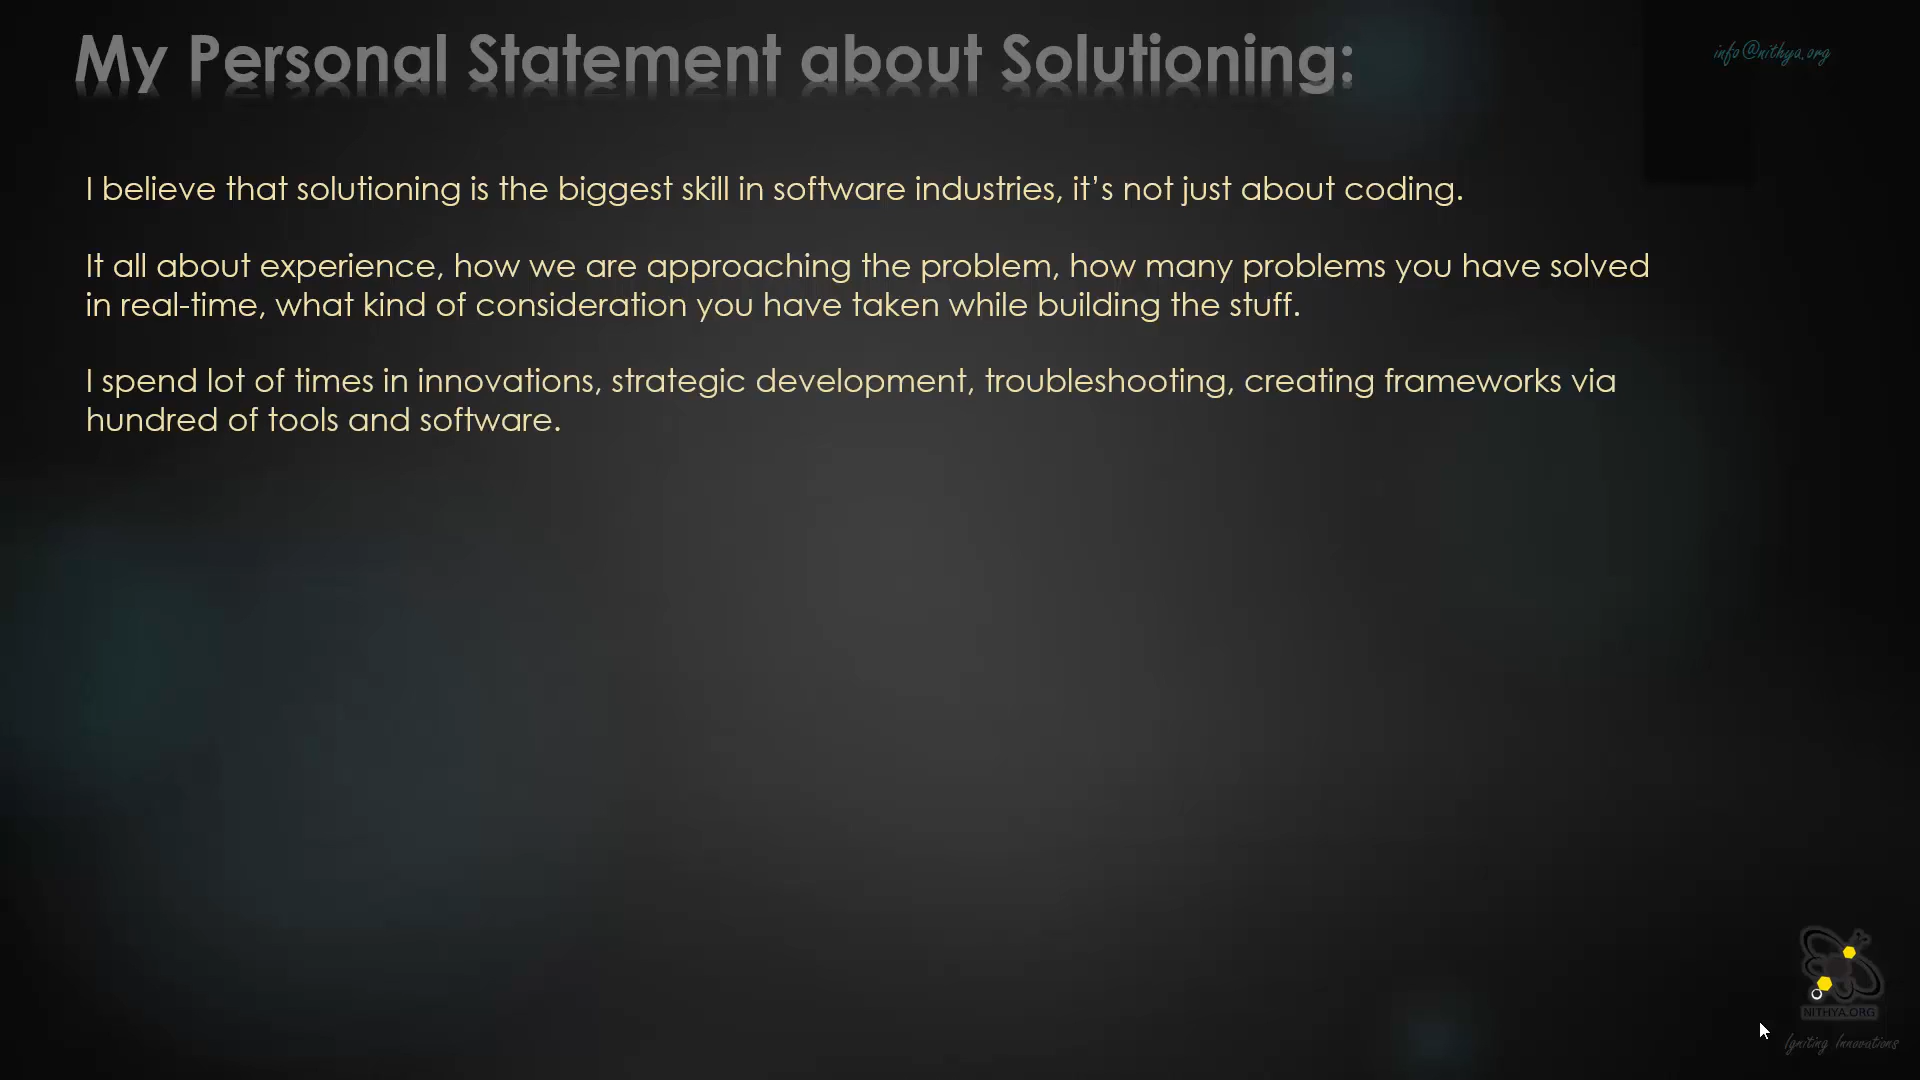 My Personal Statement about Solutioning:
info@nithya.org
I believe that solutioning is the biggest skill in software industries, it’s not just about coding.
It all about experience, how we are approaching the problem, how many problems you have solved
in real-time, what kind of consideration you have taken while building the stuff.
I spend lot of times in innovations, strategic development, troubleshooting, creating frameworks via
hundred of tools and software.
NITHYA.ORG
Igniting Innovations